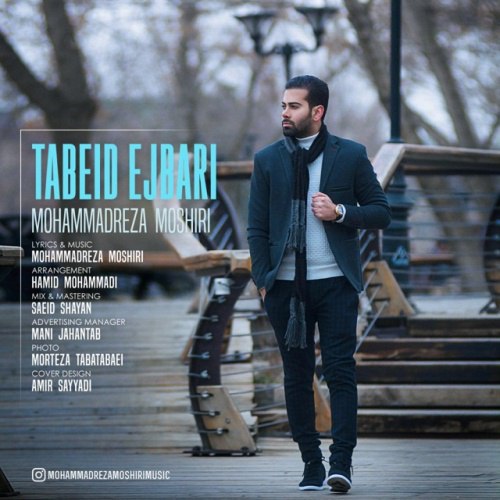 TABEID EJBARI
MOHAMMADREZA MOSHIRI
LYRICS & MUSIC
MOHAMMADREZA MOSHIRI
ARRANGEMENT
HAMID MOHAMMADI
MIX & MASTERING
SAEID SHAYAN
ADVERTISING MANAGER
MANI JAHANTAB
PHOTO
MORTEZA TABATABAEI
COVER DESIGN
AMIR SAYYADI
MOHAMMADREZAMOSHIRIMUSIC